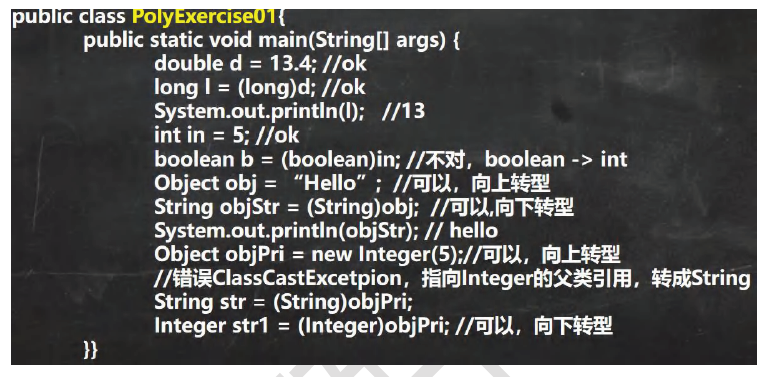 public class PolyExercise01{
public static void main(String[] args) {
double d = 13.4; //ok
long l = (long)d; //ok
System.out.println(l); //13
int in = 5; //ok
boolean b = (boolean)in; //不对，boolean -> int
Object obj = “Hello”; //可以，向上转型
String objStr = (String)obj; //可以,向下转型
System.out.println(objStr); // hello
Object objPri = new Integer(5);//可以，向上转型
//错误ClassCastExcetpion，指向Integer的父类引用，转成String
String str = (String)objPri;
Integer str1 = (Integer)objPri; //可以，向下转型
}}